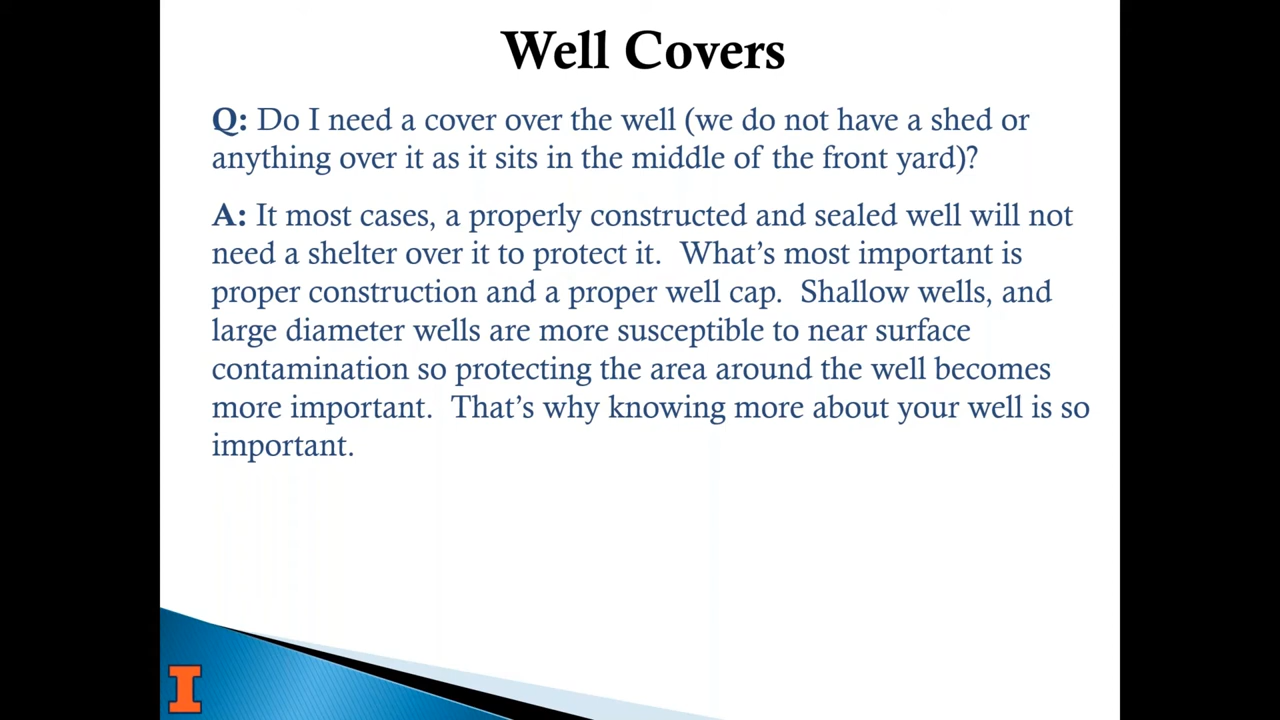 Well Covers
Q: Do I need a cover over the well (we do not have a shed or
anything over it as it sits in the middle of the front yard)?
A: It most cases, a properly constructed and sealed well will not
need a shelter over it to protect it.  What’s most important is
proper construction and a proper well cap.  Shallow wells, and
large diameter wells are more susceptible to near surface
contamination so protecting the area around the well becomes
more important.  That’s why knowing more about your well is so
important.
I